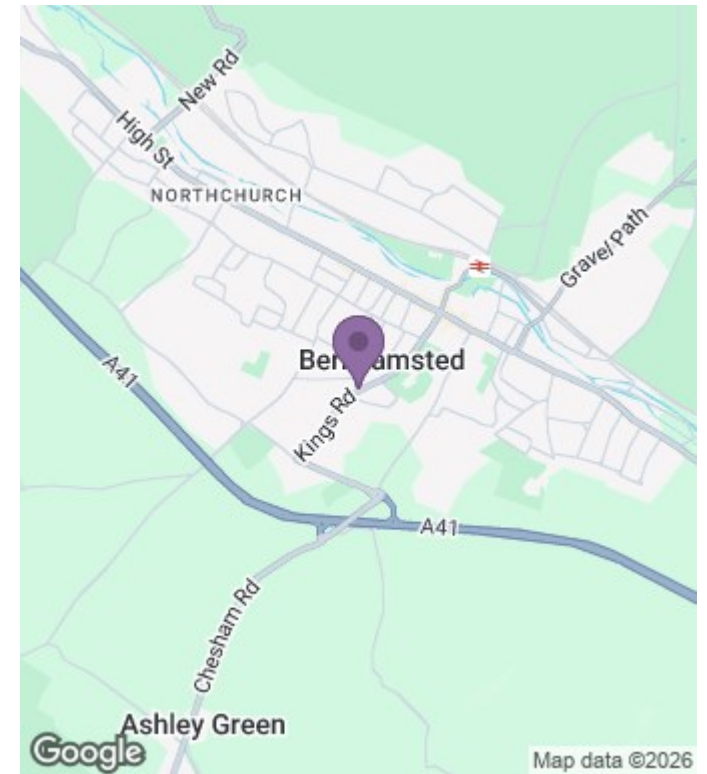 New Rd
High St
NORTHCHURCH
Gravel Path
Berkhamsted
A41
Kings Rd
A41
Chesham Rd
Ashley Green
Google
Map data ©2026